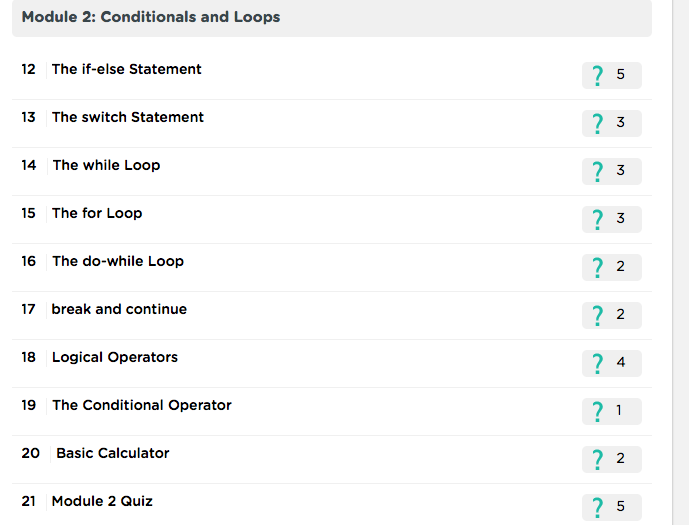 Module 2: Conditionals and Loops
12 The if-else Statement ? 5
13 The switch Statement ? 3
14 The while Loop ? 3
15 The for Loop ? 3
16 The do-while Loop ? 2
17 break and continue ? 2
18 Logical Operators ? 4
19 The Conditional Operator ? 1
20 Basic Calculator ? 2
21 Module 2 Quiz ? 5